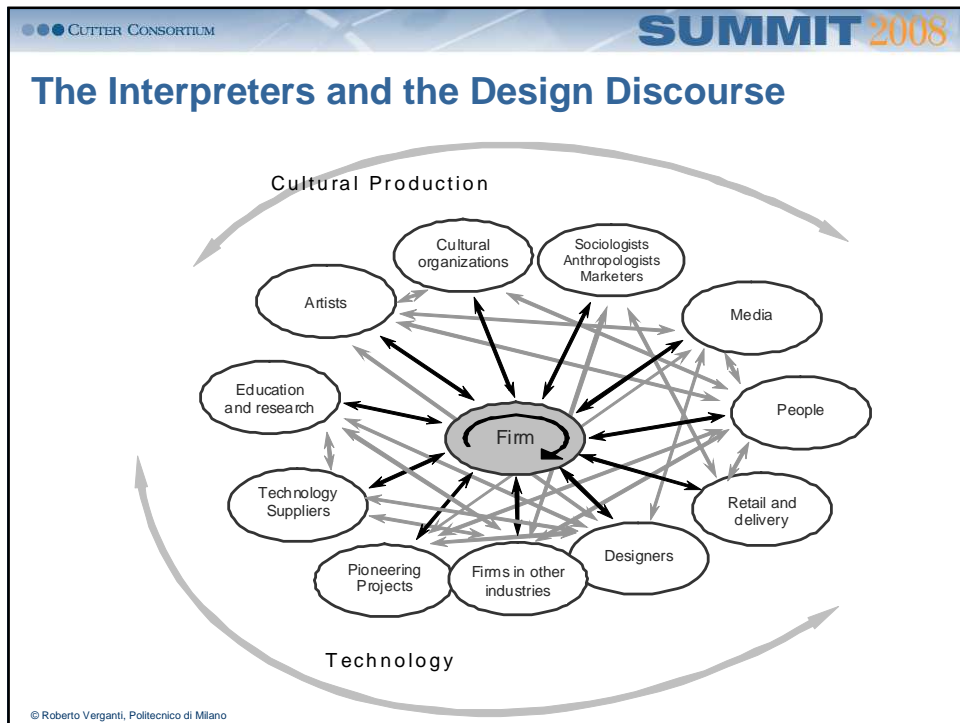 CUTTER CONSORTIUM
SUMMIT 2008
The Interpreters and the Design Discourse
Cultural Production
Cultural
organizations
Sociologists
Anthropologists
Marketers
Artists
Media
Education
and research
People
Firm
Technology
Suppliers
Retail and
delivery
Pioneering
Projects
Firms in other
industries
Designers
Technology
© Roberto Verganti, Politecnico di Milano